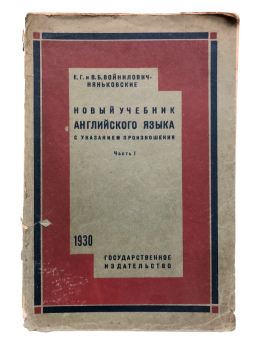 Е. Г. и В. Б. ВОЙНИЛОВИЧ-
НЯНЬКОВСКИЕ
НОВЫЙ УЧЕБНИК
АНГЛИЙСКОГО ЯЗЫКА
С УКАЗАНИЕМ ПРОИЗНОШЕНИЯ
Часть I
1930
ГОСУДАРСТВЕННОЕ
ИЗДАТЕЛЬСТВО